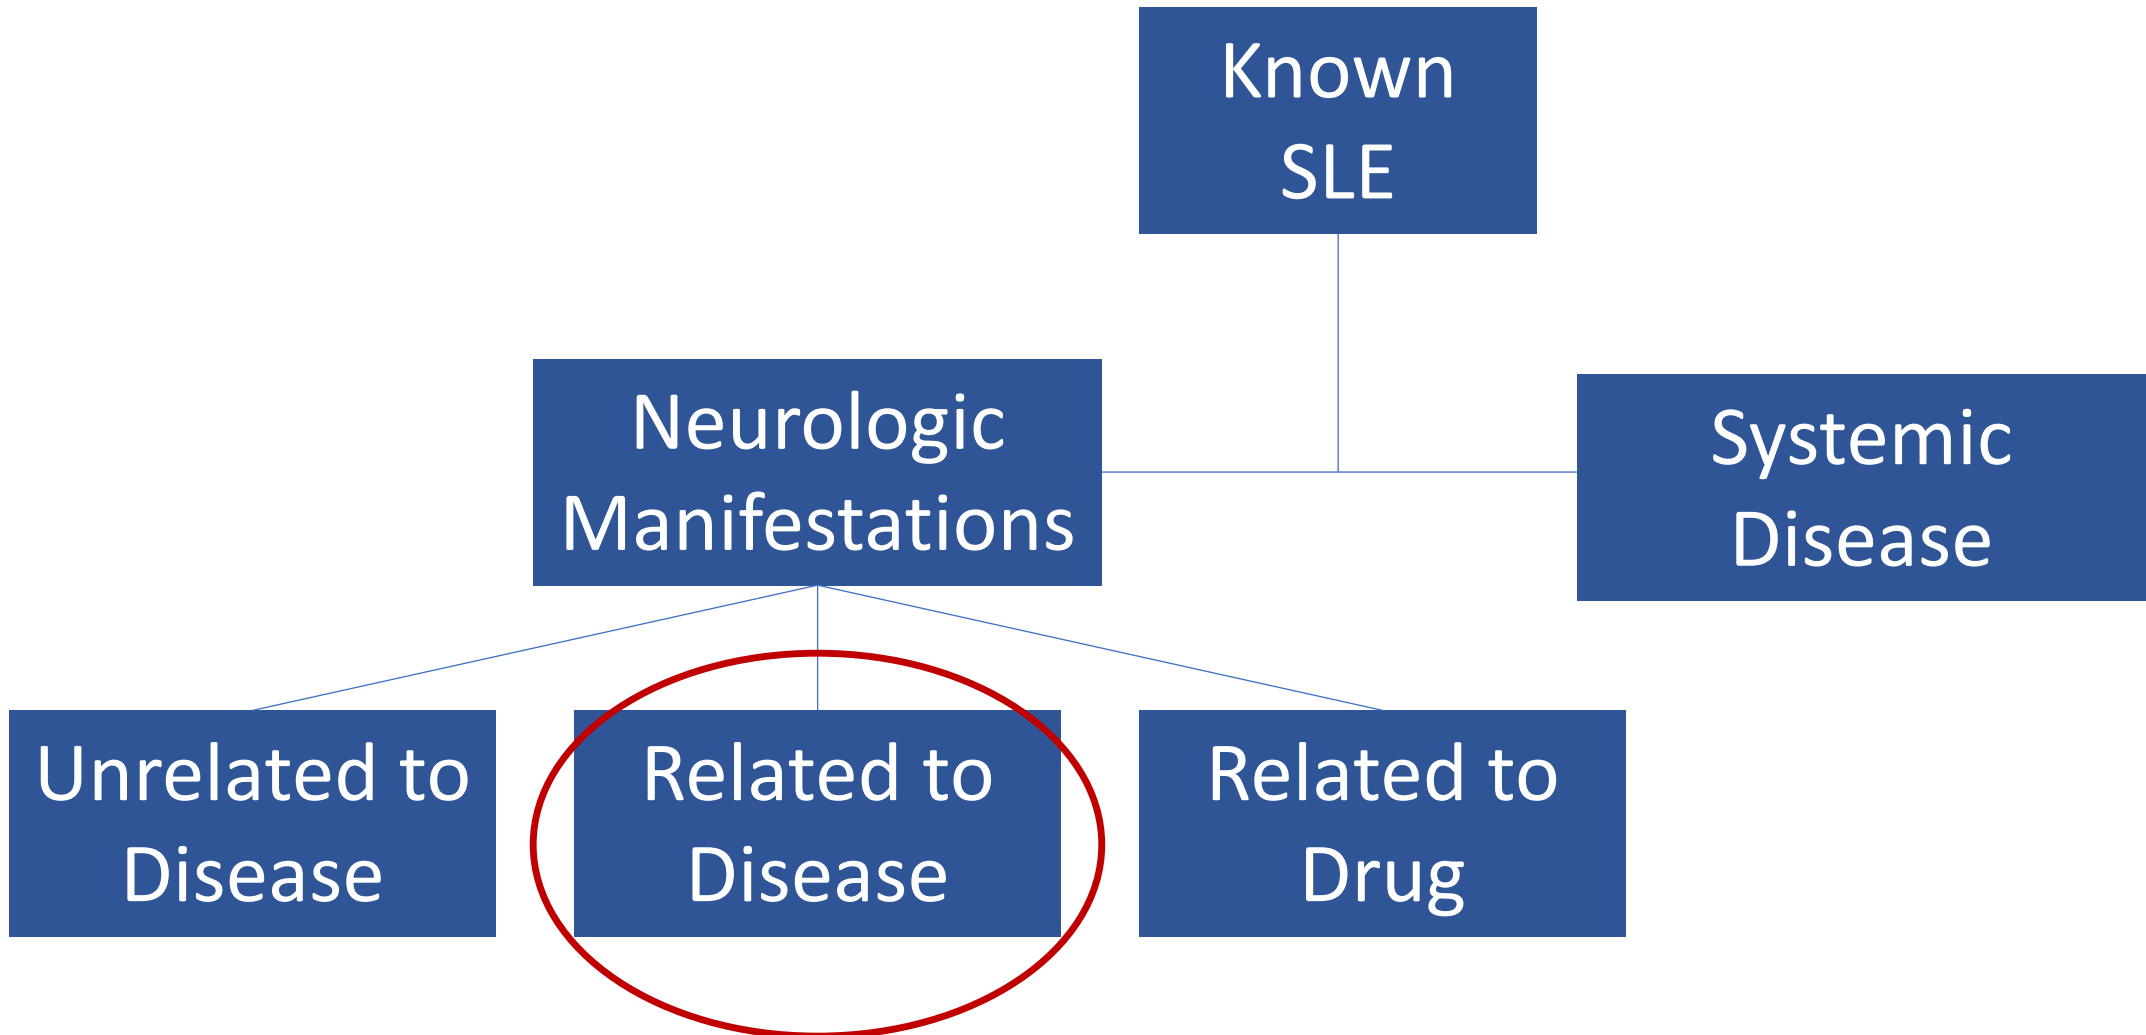 Known
SLE
Neurologic
Manifestations
Systemic
Disease
Unrelated to
Disease
Related to
Disease
Related to
Drug